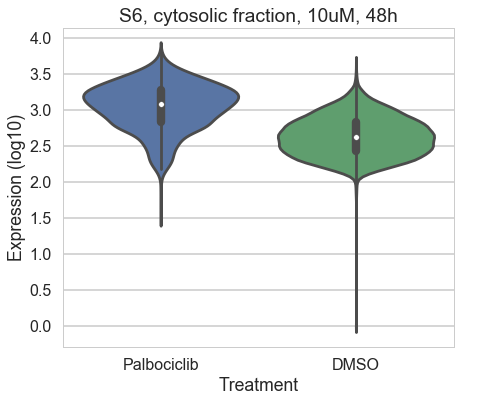 S6, cytosolic fraction, 10uM, 48h
4.0
3.5
3.0
2.5
2.0
1.5
1.0
0.5
0.0
Expression (log10)
Palbociclib DMSO
Treatment